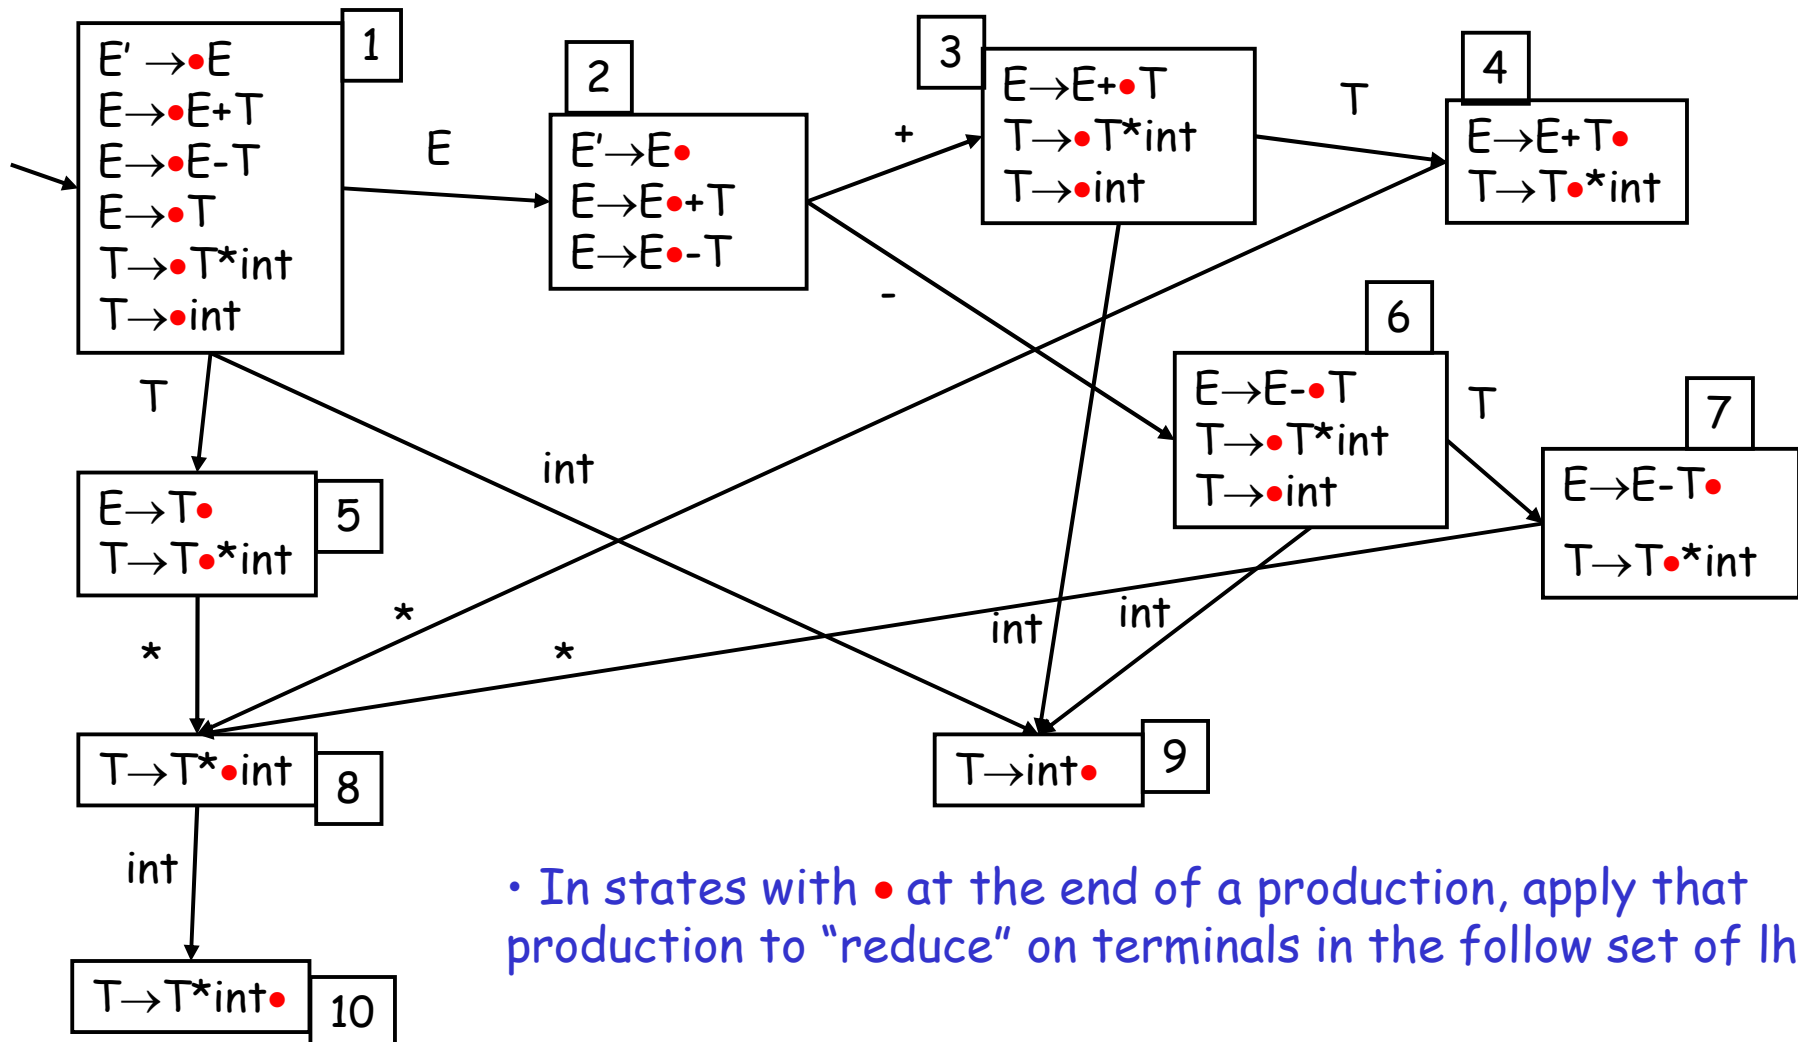 1
E' →•E
E→•E+T
E→•E-T
E→•T
T→•T*int
T→•int
E
2
E'→E•
E→E•+T
E→E•-T
+
-
3
E→E+•T
T→•T*int
T→•int
T
4
E→E+T•
T→T•*int
6
E→E-•T
T→•T*int
T→•int
T
7
E→E-T•
T→T•*int
T
int
5
E→T•
T→T•*int
*
*
*
int
int
8
T→T*•int
9
T→int•
int
10
T→T*int•
• In states with • at the end of a production, apply that
production to “reduce” on terminals in the follow set of lh